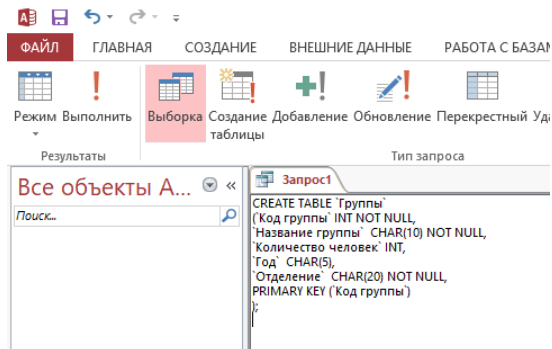 ФАЙЛ ГЛАВНАЯ СОЗДАНИЕ ВНЕШНИЕ ДАННЫЕ РАБОТА С БАЗАМ
Режим Выполнить Выборка Создание таблицы Добавление Обновление Перекрестный Уда
Результаты Тип запроса
Все объекты A... «
Поиск...
Запрос1
CREATE TABLE `Группы`
(`Код группы` INT NOT NULL,
`Название группы` CHAR(10) NOT NULL,
`Количество человек` INT,
`Год` CHAR(5),
`Отделение` CHAR(20) NOT NULL,
PRIMARY KEY (`Код группы`)
);